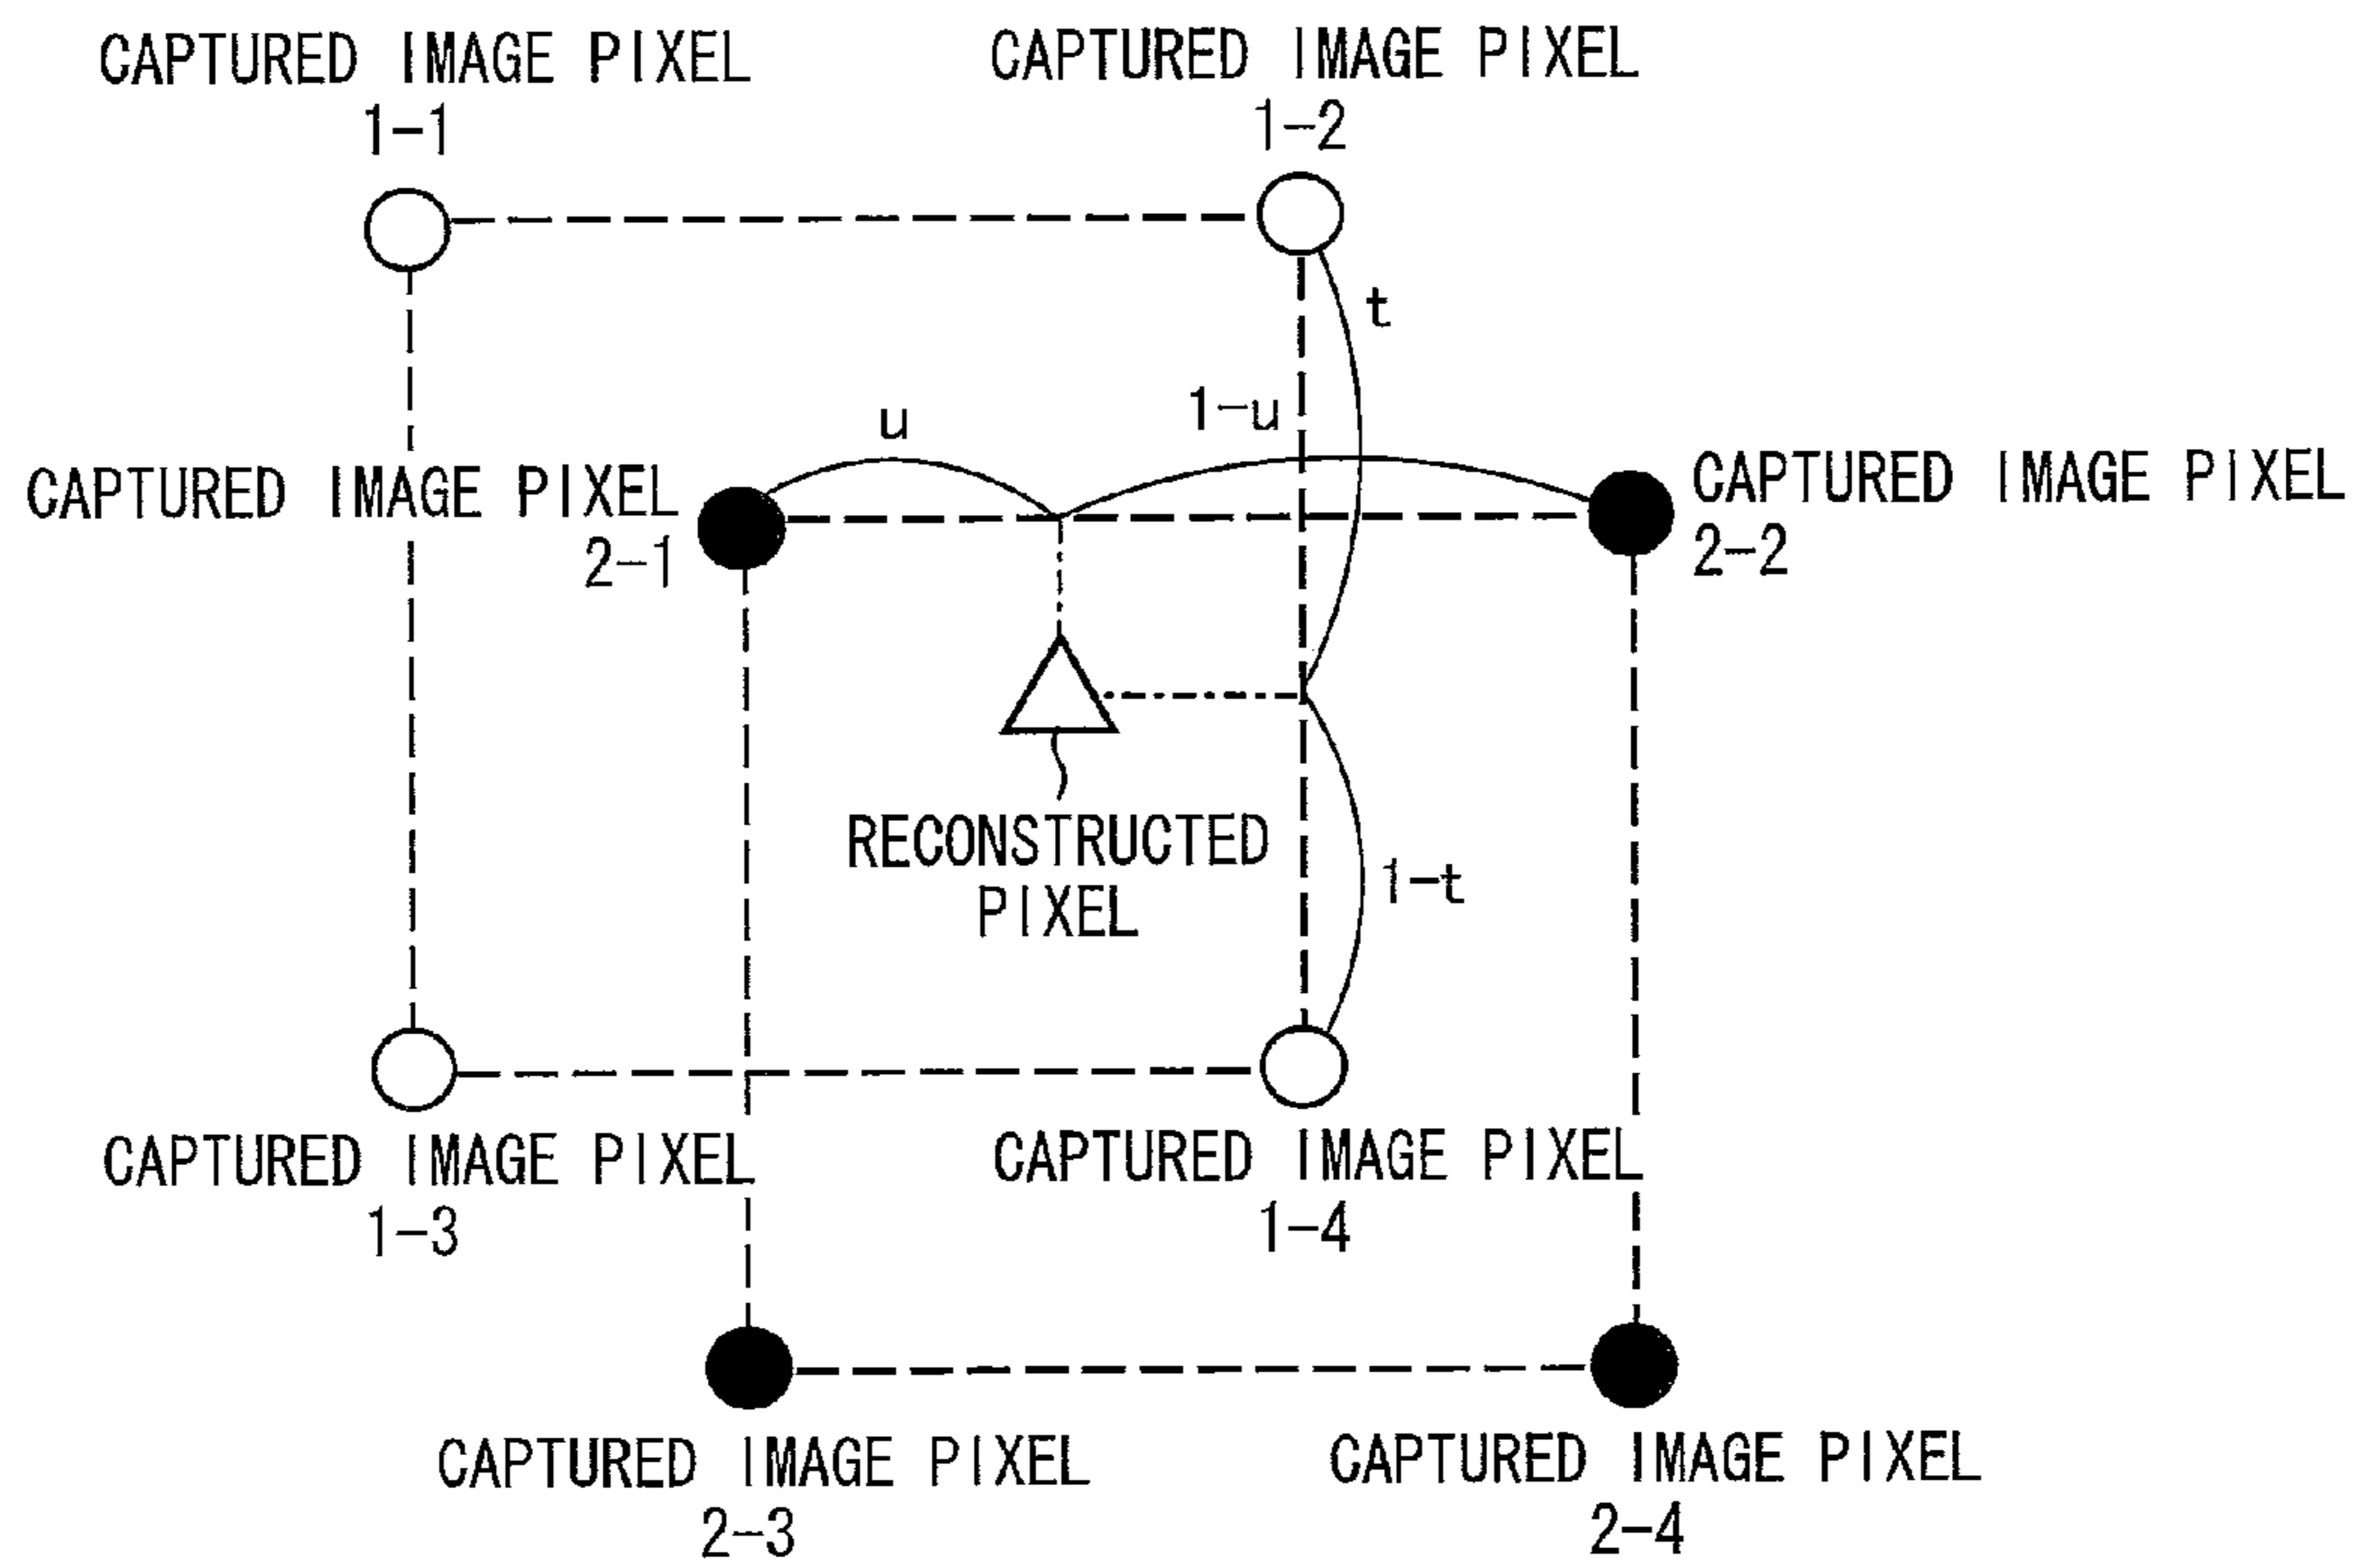 CAPTURED IMAGE PIXEL
1-1
CAPTURED IMAGE PIXEL
1-2
t
u
1-u
CAPTURED IMAGE PIXEL
2-1
CAPTURED IMAGE PIXEL
2-2
RECONSTRUCTED
PIXEL
1-t
CAPTURED IMAGE PIXEL
1-3
CAPTURED IMAGE PIXEL
1-4
CAPTURED IMAGE PIXEL
2-3
CAPTURED IMAGE PIXEL
2-4